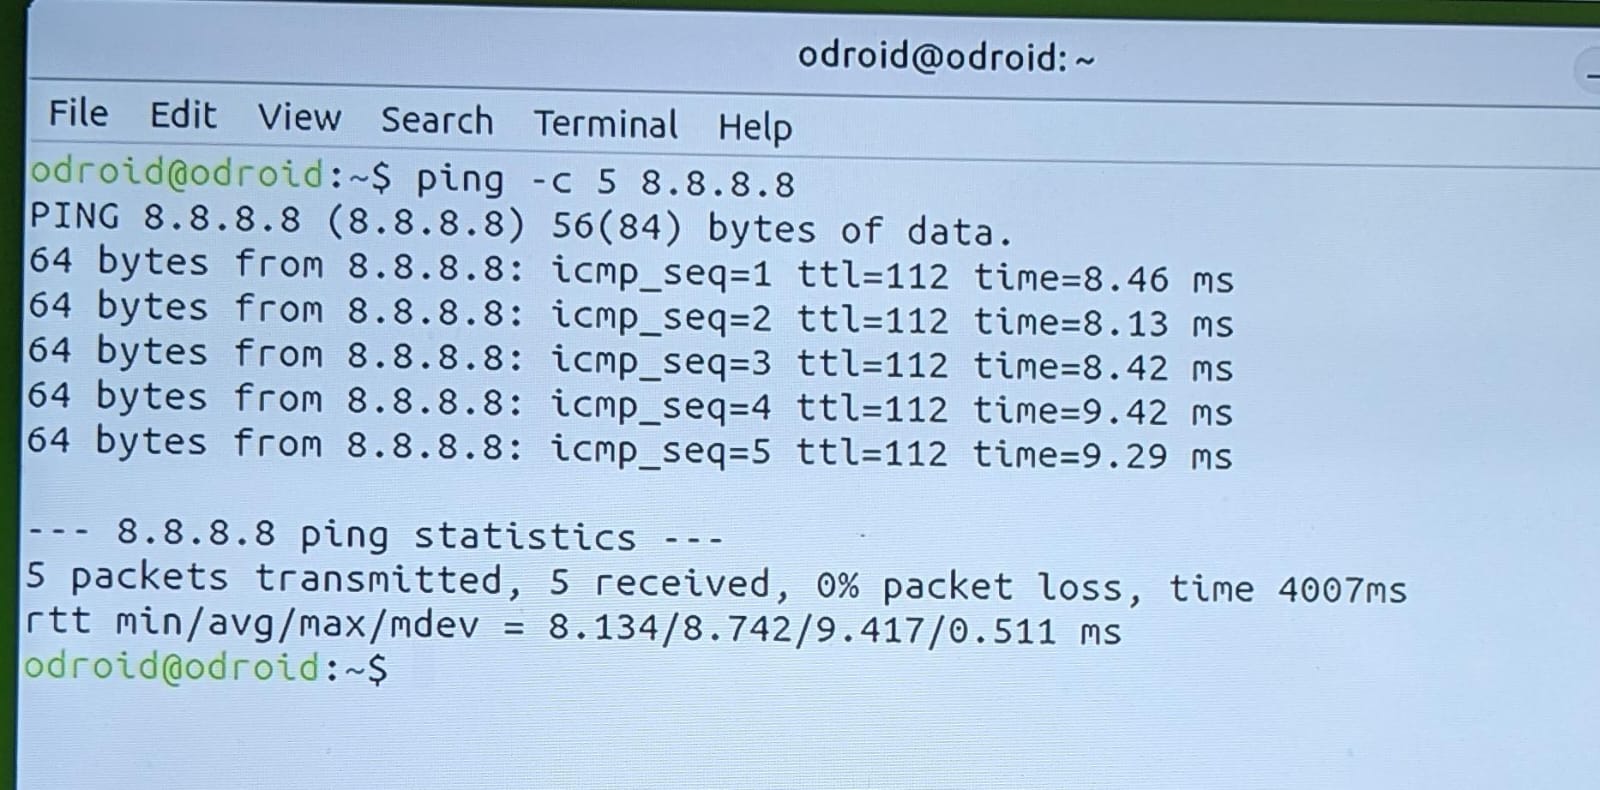 odroid@odroid: ~
File Edit View Search Terminal Help
odroid@odroid:~$ ping -c 5 8.8.8.8
PING 8.8.8.8 (8.8.8.8) 56(84) bytes of data.
64 bytes from 8.8.8.8: icmp_seq=1 ttl=112 time=8.46 ms
64 bytes from 8.8.8.8: icmp_seq=2 ttl=112 time=8.13 ms
64 bytes from 8.8.8.8: icmp_seq=3 ttl=112 time=8.42 ms
64 bytes from 8.8.8.8: icmp_seq=4 ttl=112 time=9.42 ms
64 bytes from 8.8.8.8: icmp_seq=5 ttl=112 time=9.29 ms
--- 8.8.8.8 ping statistics ---
5 packets transmitted, 5 received, 0% packet loss, time 4007ms
rtt min/avg/max/mdev = 8.134/8.742/9.417/0.511 ms
odroid@odroid:~$